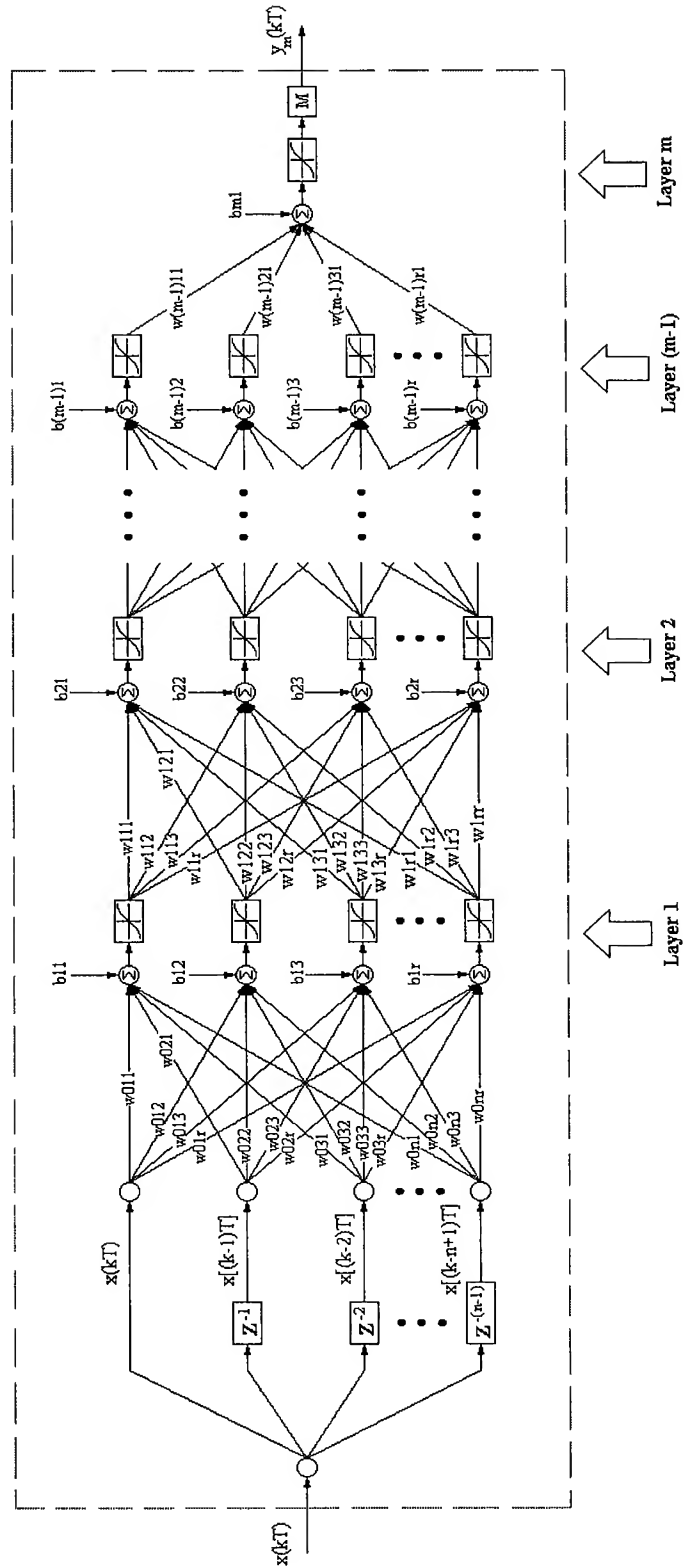 x(kT)
x(kT)
Z⁻¹
x[(k-1)T]
Z⁻²
x[(k-2)T]
Z⁻⁽ⁿ⁻¹⁾
x[(k-n+1)T]
w011
w012
w013
w01r
w021
w022
w023
w02r
w031
w032
w033
w03r
w0n1
w0n2
w0n3
w0nr
b11
Σ
b12
Σ
b13
Σ
b1r
Σ
w111
w112
w113
w11r
w121
w122
w123
w12r
w131
w132
w133
w13r
w1r1
w1r2
w1r3
w1rr
b21
Σ
b22
Σ
b23
Σ
b2r
Σ
b(m-1)1
Σ
b(m-1)2
Σ
b(m-1)3
Σ
b(m-1)r
Σ
w(m-1)11
w(m-1)21
w(m-1)31
w(m-1)r1
bm1
Σ
M
yₘ(kT)
Layer 1
Layer 2
Layer (m-1)
Layer m